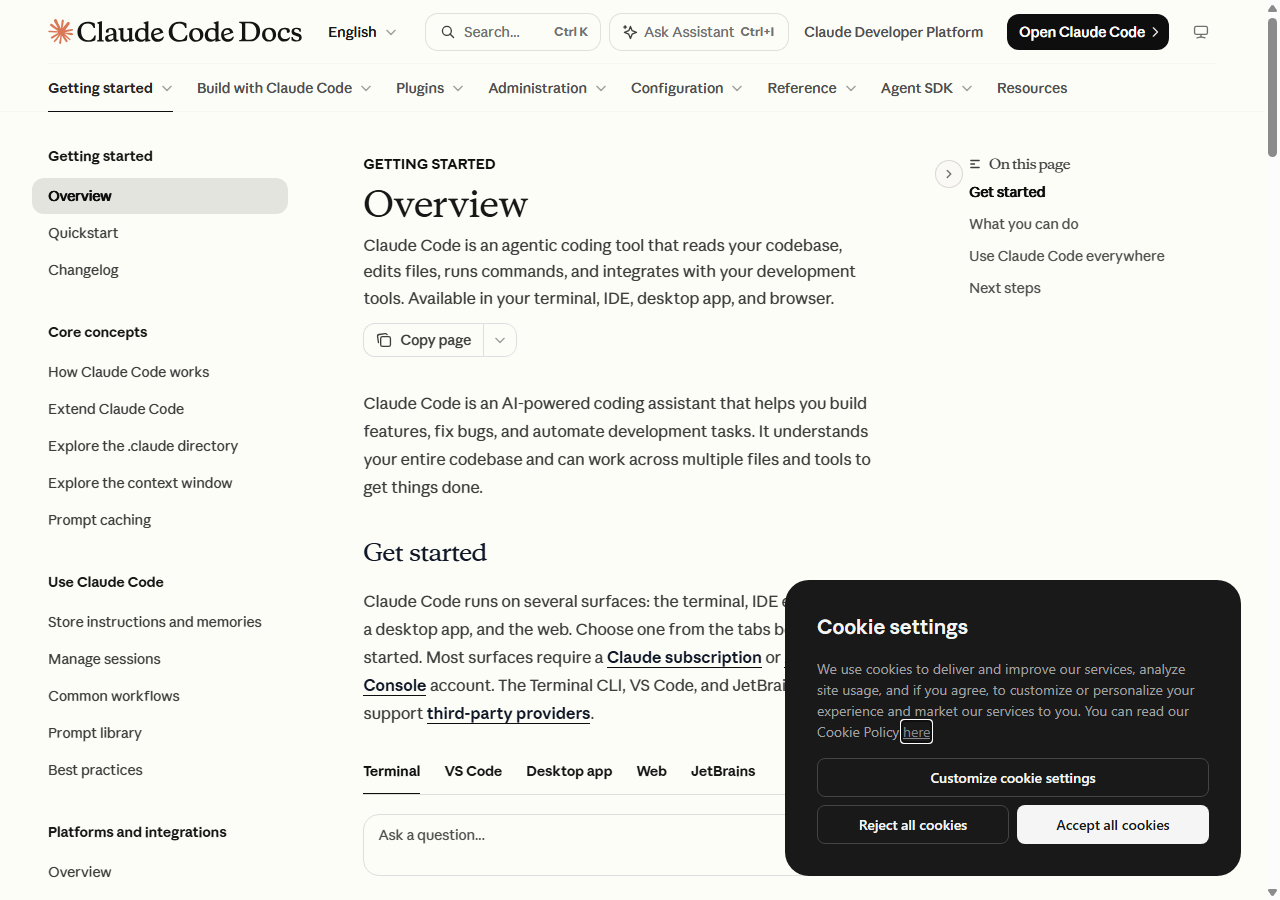 Claude Code Docs
English
Search...
Ctrl K
Ask Assistant
Ctrl+I
Claude Developer Platform
Open Claude Code
Getting started
Build with Claude Code
Plugins
Administration
Configuration
Reference
Agent SDK
Resources
Getting started
Overview
Quickstart
Changelog
Core concepts
How Claude Code works
Extend Claude Code
Explore the .claude directory
Explore the context window
Prompt caching
Use Claude Code
Store instructions and memories
Manage sessions
Common workflows
Prompt library
Best practices
Platforms and integrations
Overview
GETTING STARTED
Overview
Claude Code is an agentic coding tool that reads your codebase,
edits files, runs commands, and integrates with your development
tools. Available in your terminal, IDE, desktop app, and browser.
Copy page
Claude Code is an AI-powered coding assistant that helps you build
features, fix bugs, and automate development tasks. It understands
your entire codebase and can work across multiple files and tools to
get things done.
Get started
Claude Code runs on several surfaces: the terminal, IDE
a desktop app, and the web. Choose one from the tabs
started. Most surfaces require a Claude subscription or
Console account. The Terminal CLI, VS Code, and
support third-party providers.
Terminal
VS Code
Desktop app
Web
JetBrains
Ask a question...
On this page
Get started
What you can do
Use Claude Code everywhere
Next steps
Cookie settings
We use cookies to deliver and improve our services, analyze
site usage, and if you agree, to customize or personalize your
experience and market our services to you. You can read our
Cookie Policy here
Customize cookie settings
Reject all cookies
Accept all cookies